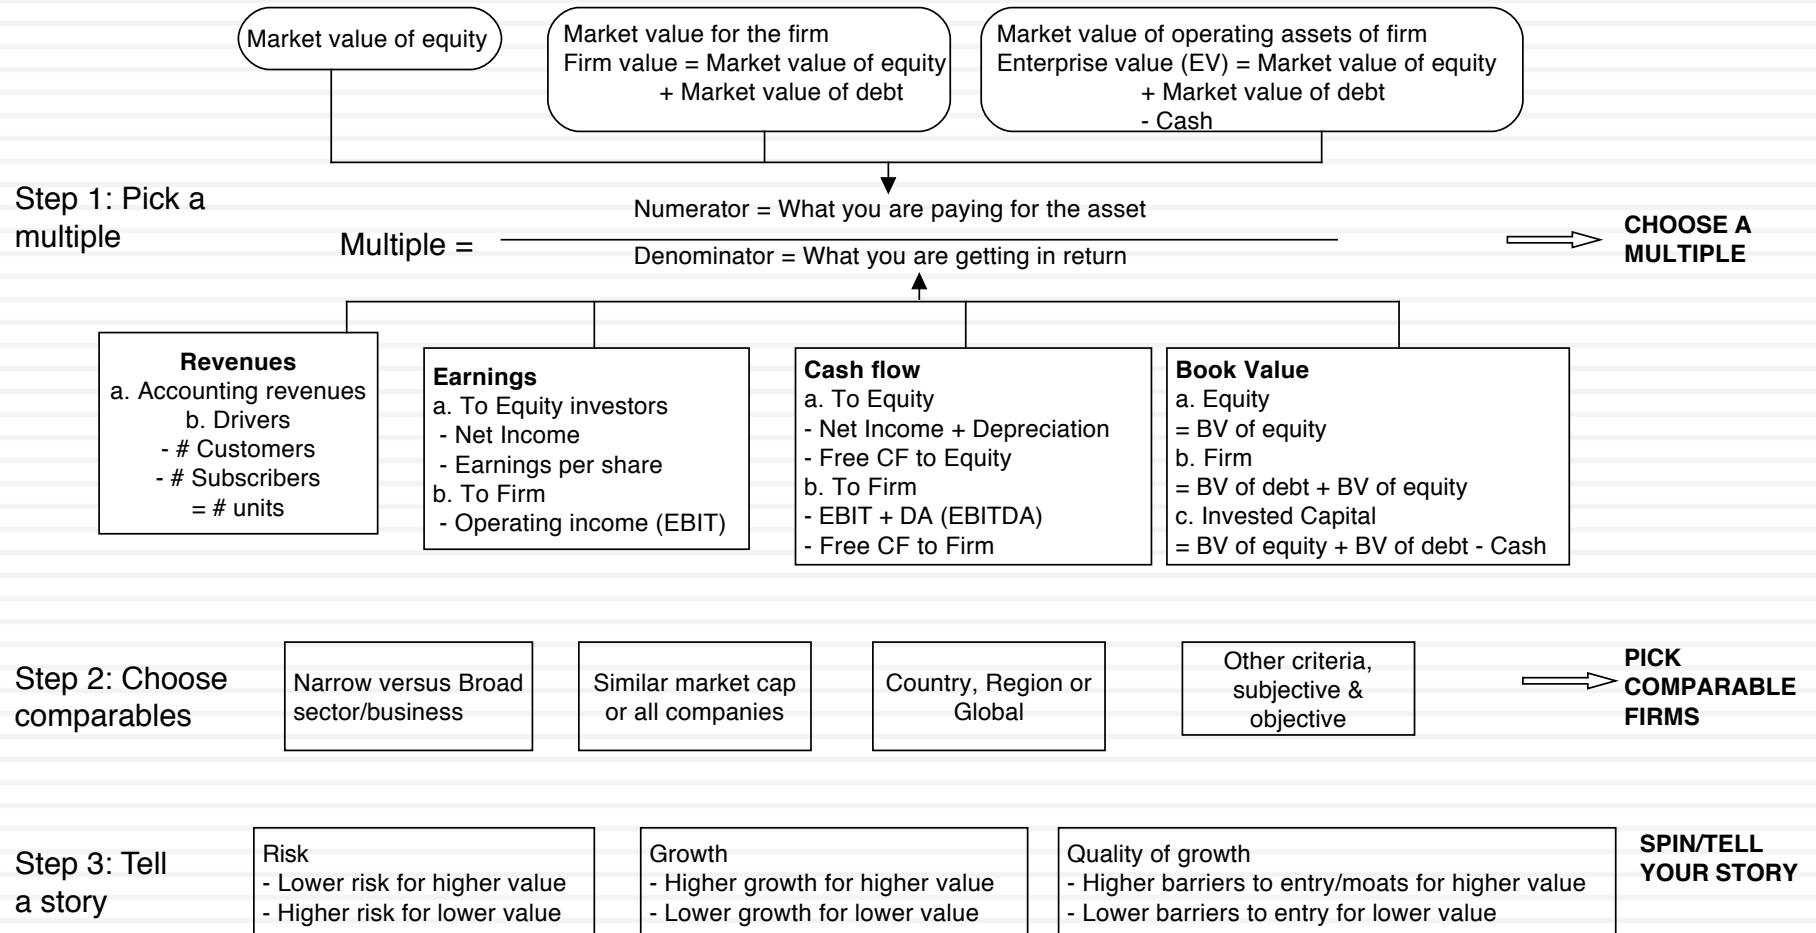 Market value of equity
Market value for the firm
Firm value = Market value of equity
+ Market value of debt
Market value of operating assets of firm
Enterprise value (EV) = Market value of equity
+ Market value of debt
- Cash
Step 1: Pick a
multiple
Multiple =
Numerator = What you are paying for the asset
Denominator = What you are getting in return
CHOOSE A
MULTIPLE
Revenues
a. Accounting revenues
b. Drivers
- # Customers
- # Subscribers
= # units
Earnings
a. To Equity investors
- Net Income
- Earnings per share
b. To Firm
- Operating income (EBIT)
Cash flow
a. To Equity
- Net Income + Depreciation
- Free CF to Equity
b. To Firm
- EBIT + DA (EBITDA)
- Free CF to Firm
Book Value
a. Equity
= BV of equity
b. Firm
= BV of debt + BV of equity
c. Invested Capital
= BV of equity + BV of debt - Cash
Step 2: Choose
comparables
Narrow versus Broad
sector/business
Similar market cap
or all companies
Country, Region or
Global
Other criteria,
subjective &
objective
PICK
COMPARABLE
FIRMS
Step 3: Tell
a story
Risk
- Lower risk for higher value
- Higher risk for lower value
Growth
- Higher growth for higher value
- Lower growth for lower value
Quality of growth
- Higher barriers to entry/moats for higher value
- Lower barriers to entry for lower value
SPIN/TELL
YOUR STORY